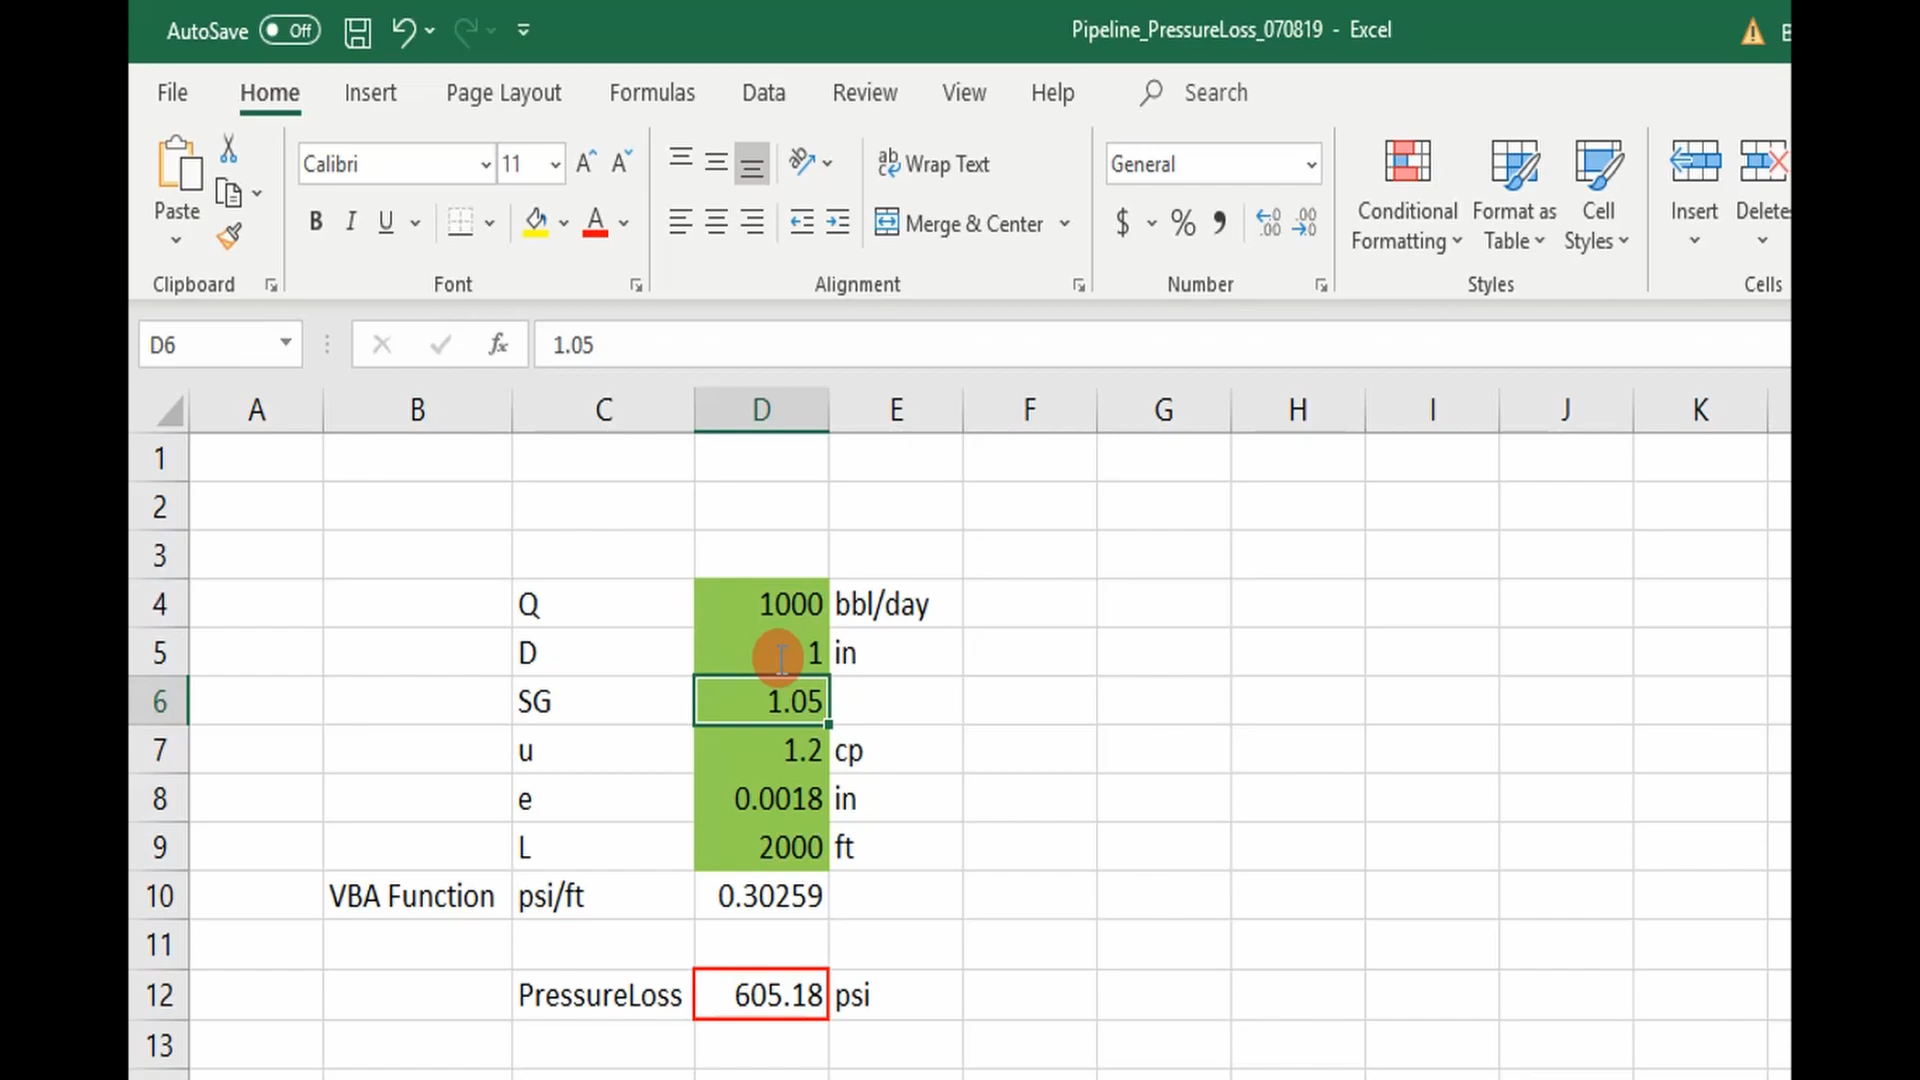 AutoSave Off Pipeline_PressureLoss_070819 - Excel
File Home Insert Page Layout Formulas Data Review View Help Search
Calibri 11 A A ab Wrap Text General
Paste B I U A Merge & Center $ % , .00 .00 Conditional Formatting Format as Table Cell Styles Insert Delete
Clipboard Font Alignment Number Styles Cells
D6 fx 1.05
A B C D E F G H I J K
1
2
3
4 Q 1000 bbl/day
5 D 1 in
6 SG 1.05
7 u 1.2 cp
8 e 0.0018 in
9 L 2000 ft
10 VBA Function psi/ft 0.30259
11
12 PressureLoss 605.18 psi
13